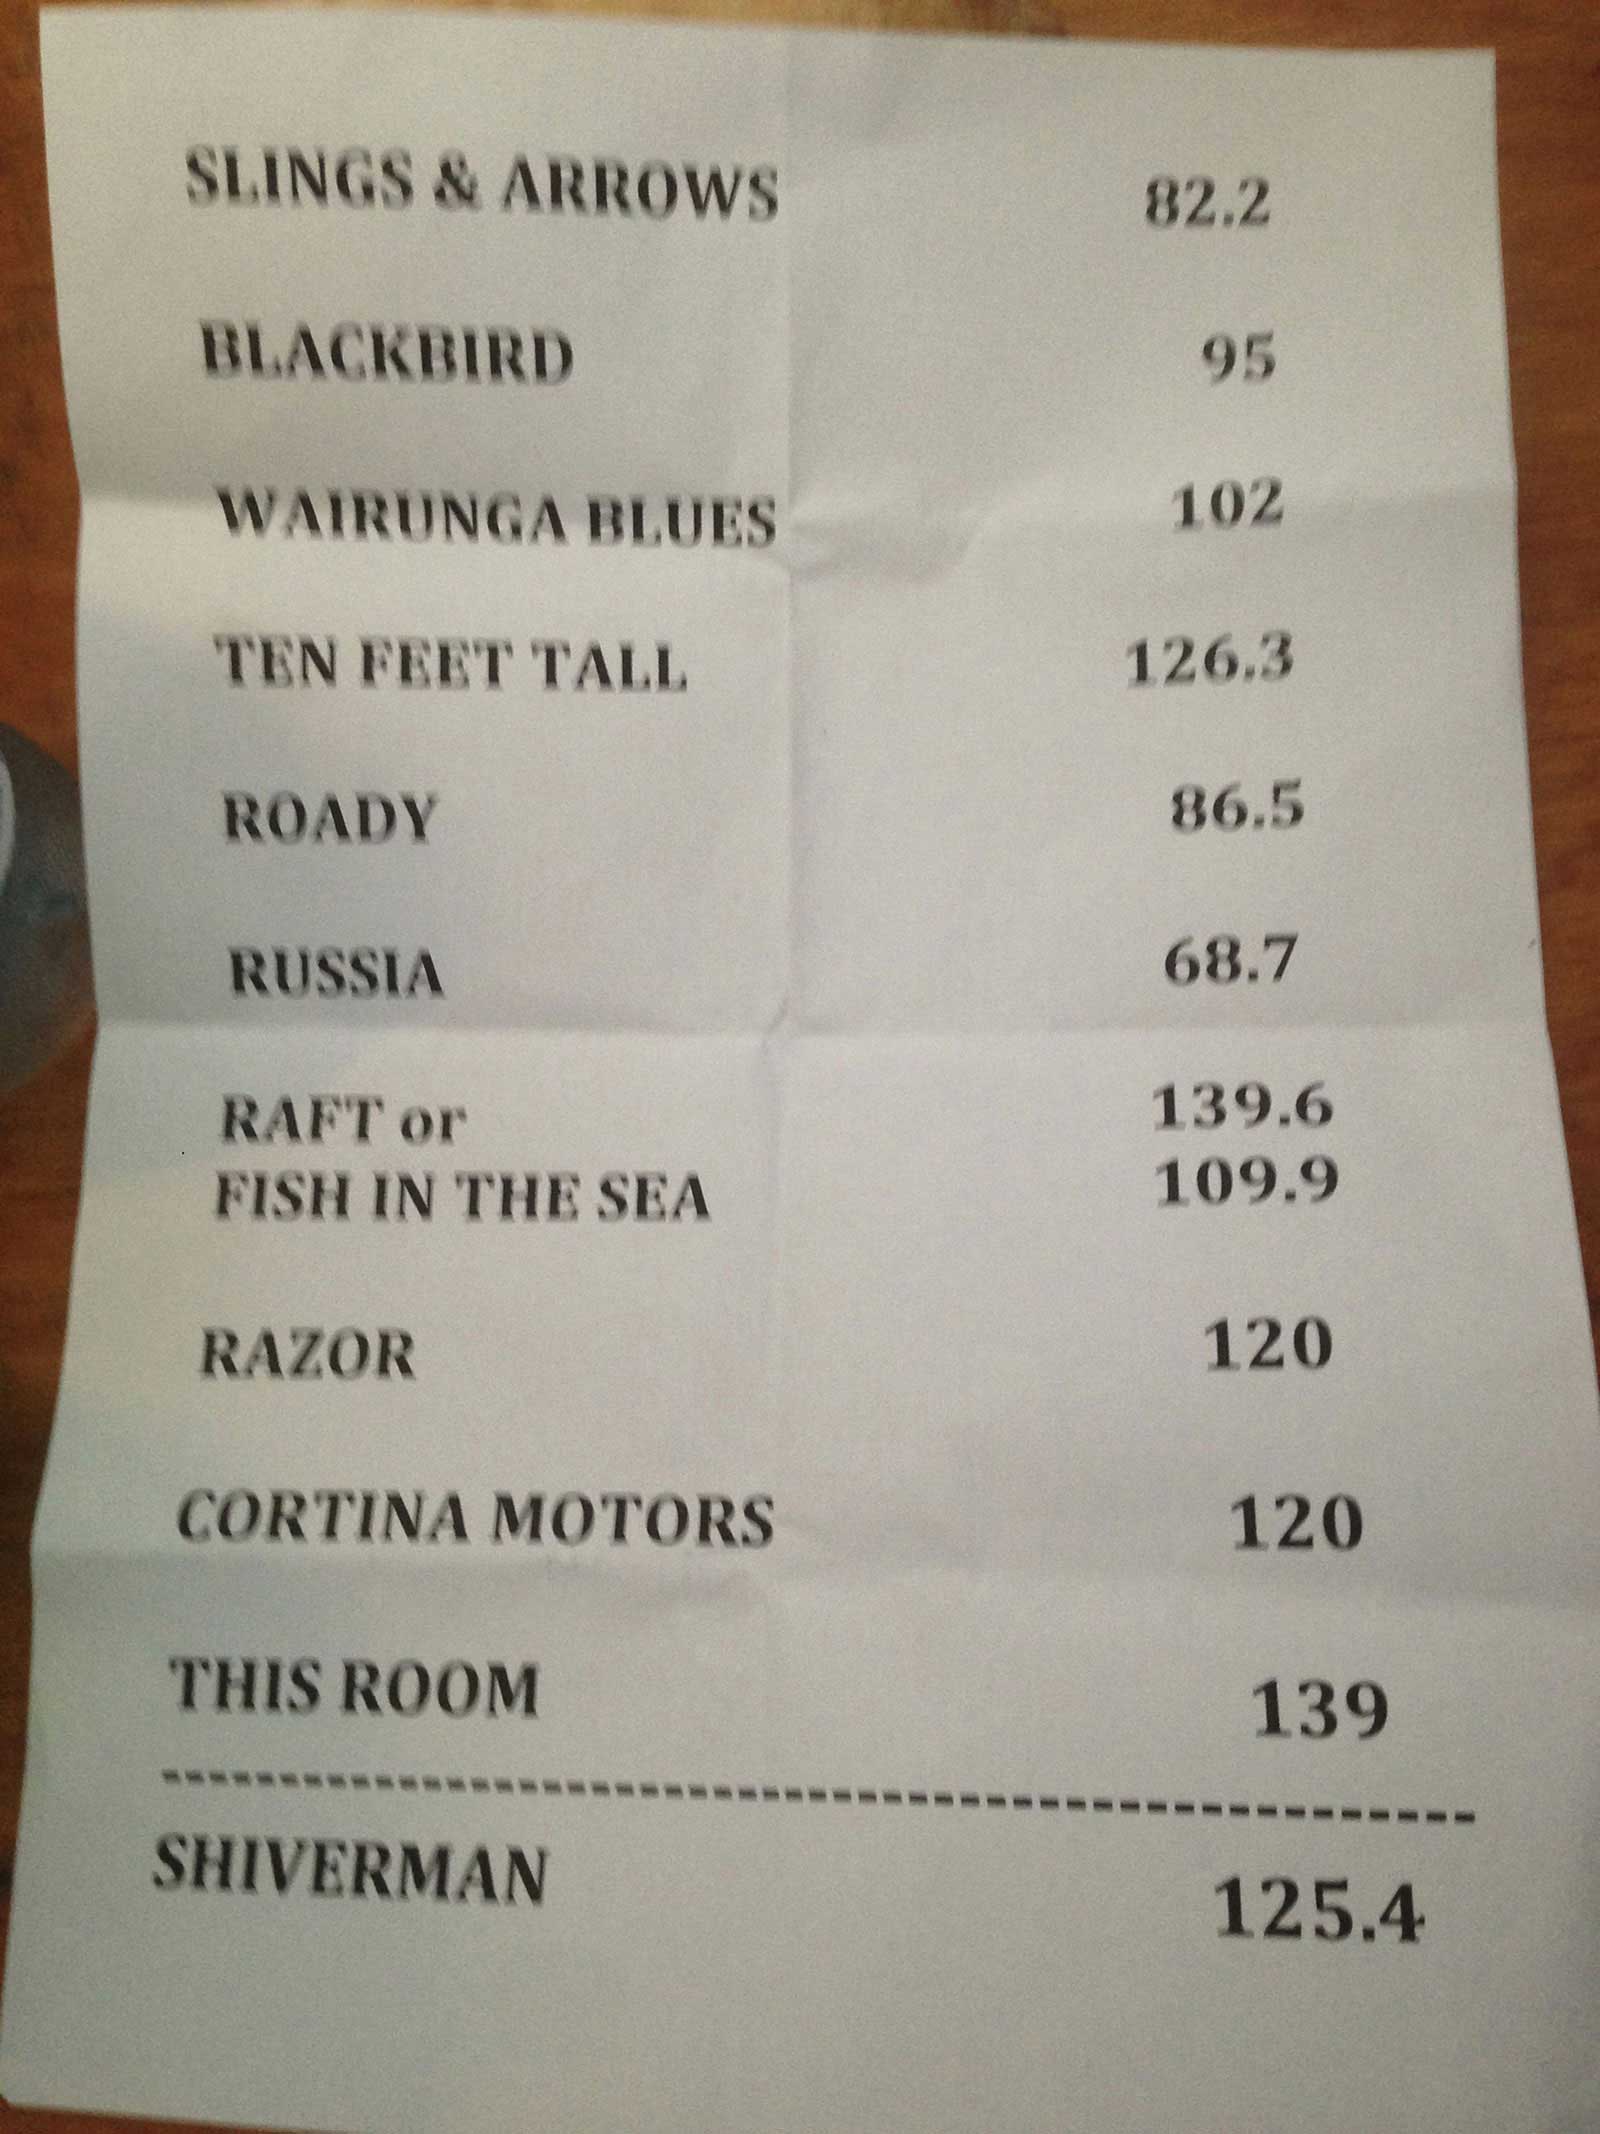 SLINGS & ARROWS 82.2
BLACKBIRD 95
WAIRUNGA BLUES 102
TEN FEET TALL 126.3
ROADY 86.5
RUSSIA 68.7
RAFT or 139.6
FISH IN THE SEA 109.9
RAZOR 120
CORTINA MOTORS 120
THIS ROOM 139
--------------------------------------------------
SHIVERMAN 125.4